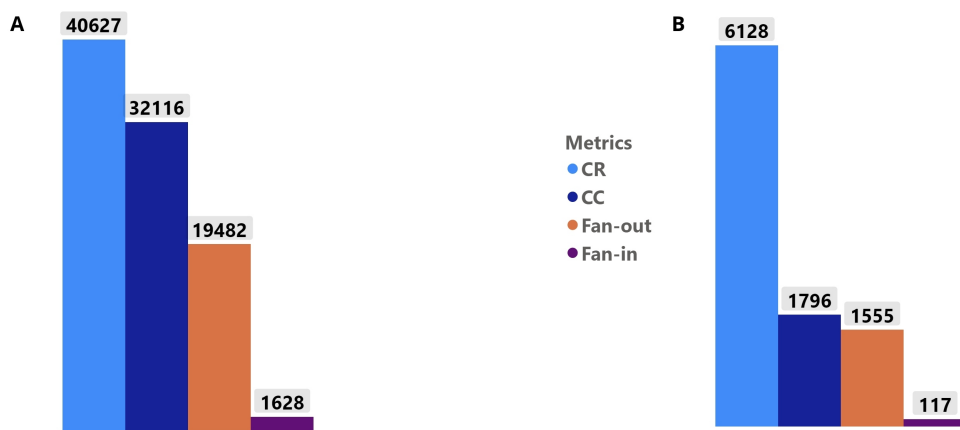 A
40627
32116
19482
1628
Metrics
CR
CC
Fan-out
Fan-in
B
6128
1796
1555
117